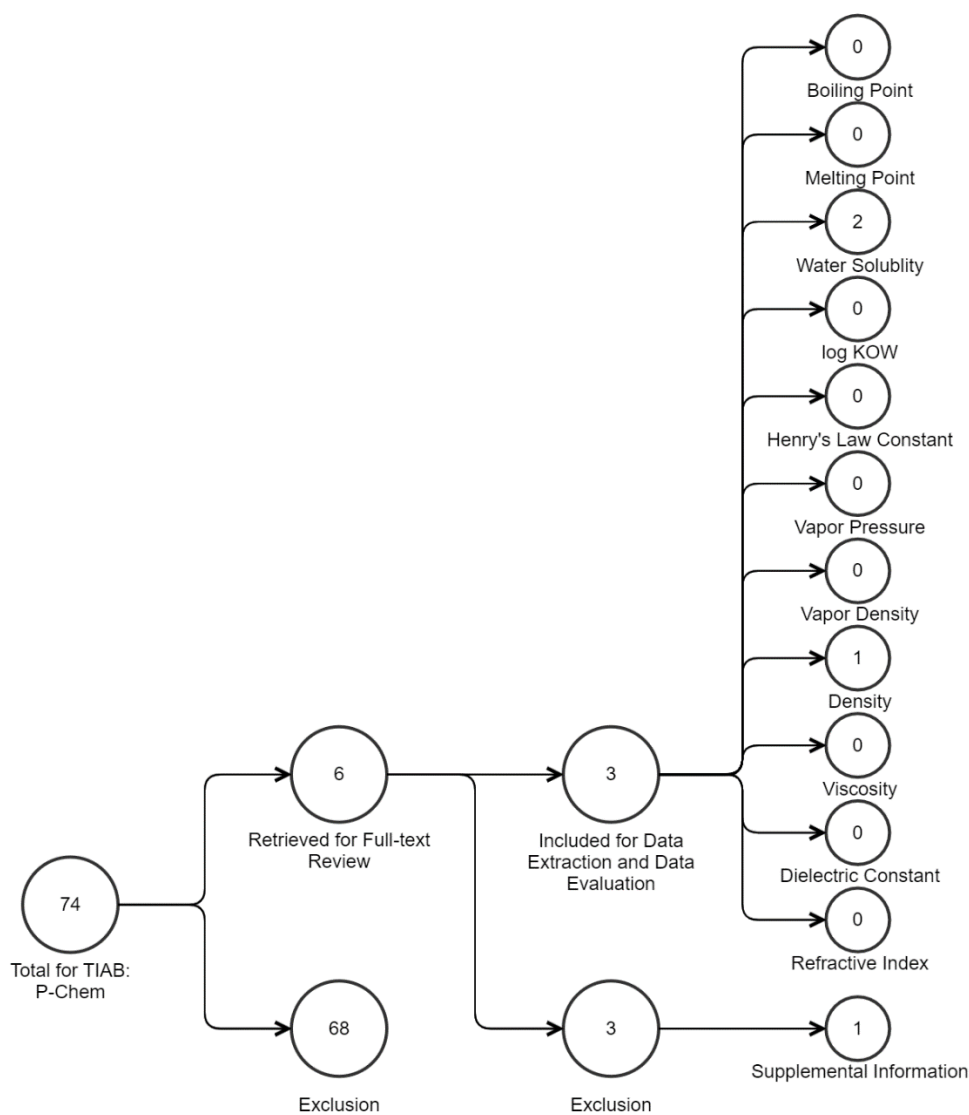 0
Boiling Point
0
Melting Point
2
Water Solublity
0
log KOW
0
Henry's Law Constant
0
Vapor Pressure
0
Vapor Density
1
Density
0
Viscosity
0
Dielectric Constant
0
Refractive Index
1
Supplemental Information
6
Retrieved for Full-text
Review
3
Included for Data
Extraction and Data
Evaluation
74
Total for TIAB:
P-Chem
68
Exclusion
3
Exclusion